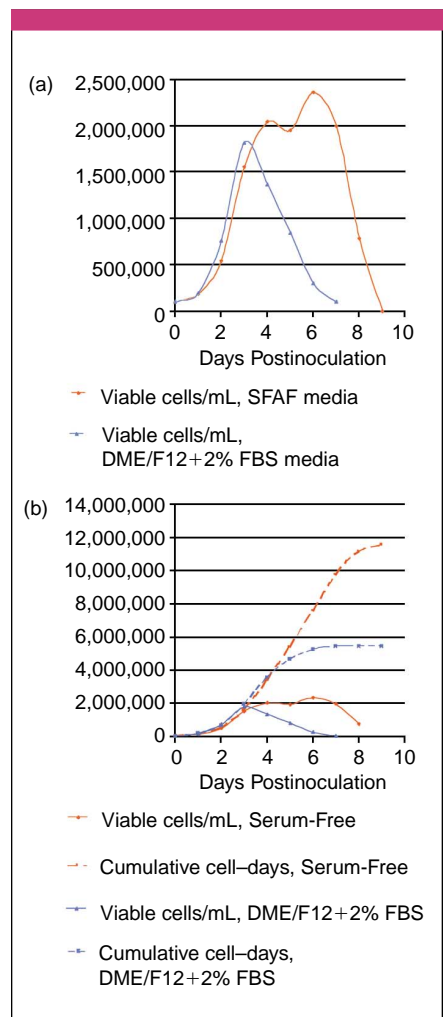 (a)
2,500,000
2,000,000
1,500,000
1,000,000
500,000
0
0 2 4 6 8 10
Days Postinoculation
Viable cells/mL, SFAF media
Viable cells/mL,
DME/F12+2% FBS media
(b)
14,000,000
12,000,000
10,000,000
8,000,000
6,000,000
4,000,000
2,000,000
0
0 2 4 6 8 10
Days Postinoculation
Viable cells/mL, Serum-Free
Cumulative cell–days, Serum-Free
Viable cells/mL, DME/F12+2% FBS
Cumulative cell–days,
DME/F12+2% FBS